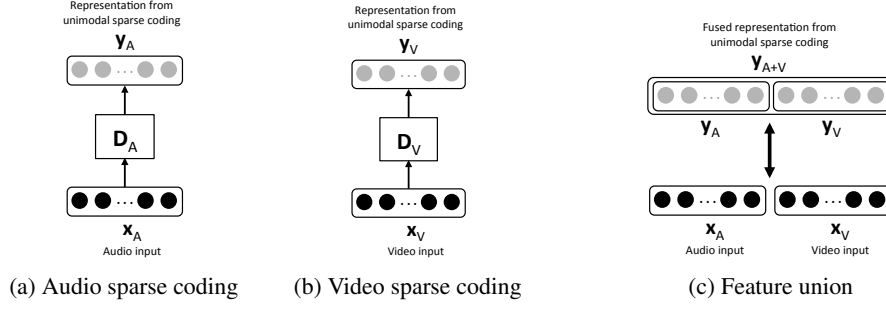 Representation from
unimodal sparse coding
y_A
...
D_A
...
x_A
Audio input
(a) Audio sparse coding
Representation from
unimodal sparse coding
y_V
...
D_V
...
x_V
Video input
(b) Video sparse coding
Fused representation from
unimodal sparse coding
y_A+V
... ...
y_A y_V
... ...
x_A x_V
Audio input Video input
(c) Feature union